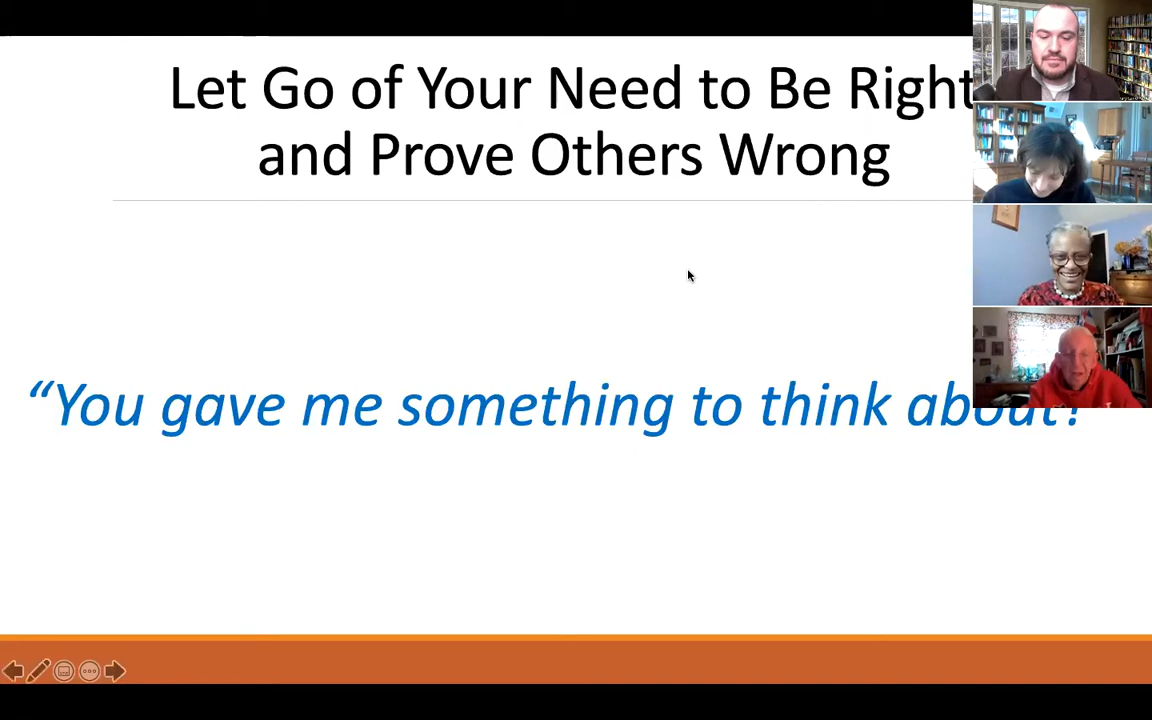 Let Go of Your Need to Be Right
and Prove Others Wrong
“You gave me something to think about!